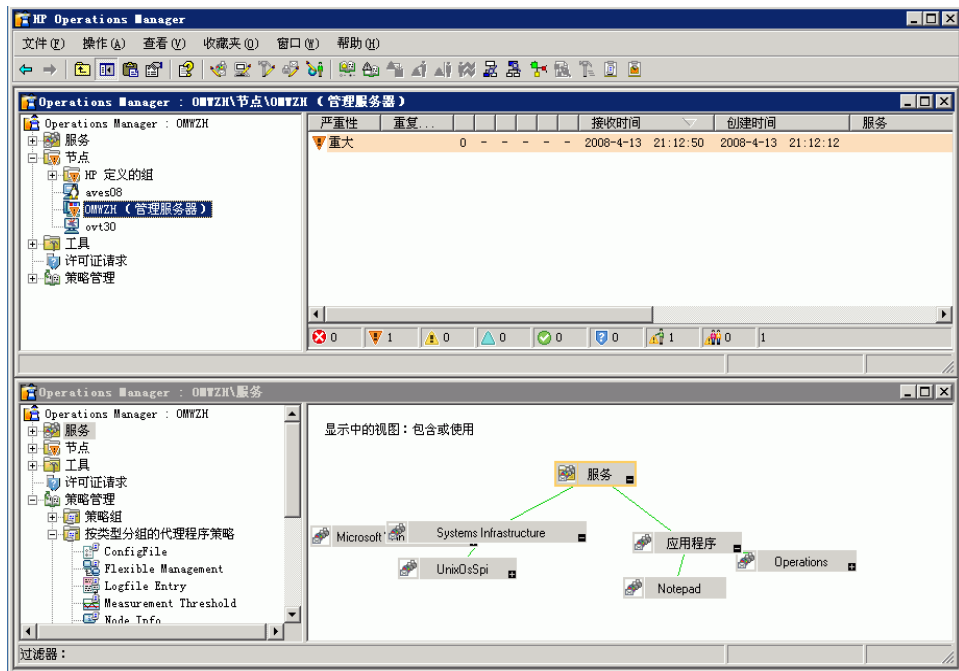 HP Operations Manager
文件(F) 操作(A) 查看(V) 收藏夹(O) 窗口(W) 帮助(H)
Operations Manager : OMWZH\节点\OMWZH (管理服务器)
Operations Manager : OMWZH
服务
节点
HP 定义的组
aves08
OMWZH (管理服务器)
ovt30
工具
许可证请求
策略管理
严重性 重复... 接收时间 创建时间 服务
重大 0 - - - - - 2008-4-13 21:12:50 2008-4-13 21:12:12
0 1 0 0 0 0 1 0 1
Operations Manager : OMWZH\服务
Operations Manager : OMWZH
服务
节点
工具
许可证请求
策略管理
策略组
按类型分组的代理程序策略
ConfigFile
Flexible Management
Logfile Entry
Measurement Threshold
Node Info
显示中的视图：包含或使用
服务
Microsoft
Systems Infrastructure
应用程序
UnixOsSpi
Operations
Notepad
过滤器：